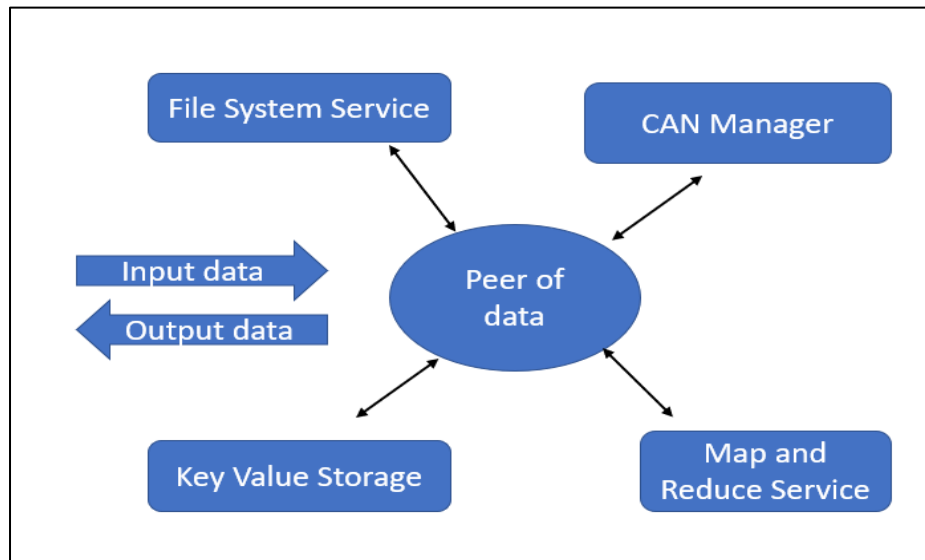 File System Service
CAN Manager
Input data
Output data
Peer of
data
Key Value Storage
Map and
Reduce Service